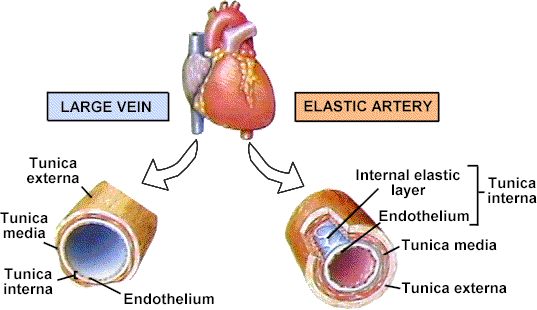 LARGE VEIN
ELASTIC ARTERY
Tunica
externa
Tunica
media
Tunica
interna
Endothelium
Internal elastic
layer
Endothelium
Tunica
interna
Tunica media
Tunica externa